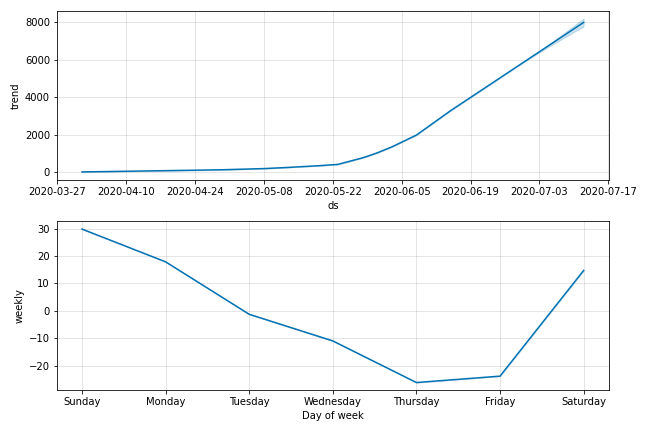 8000
6000
4000
2000
0
trend
2020-03-27 2020-04-10 2020-04-24 2020-05-08 2020-05-22 2020-06-05 2020-06-19 2020-07-03 2020-07-17
ds
30
20
10
0
−10
−20
weekly
Sunday Monday Tuesday Wednesday Thursday Friday Saturday
Day of week